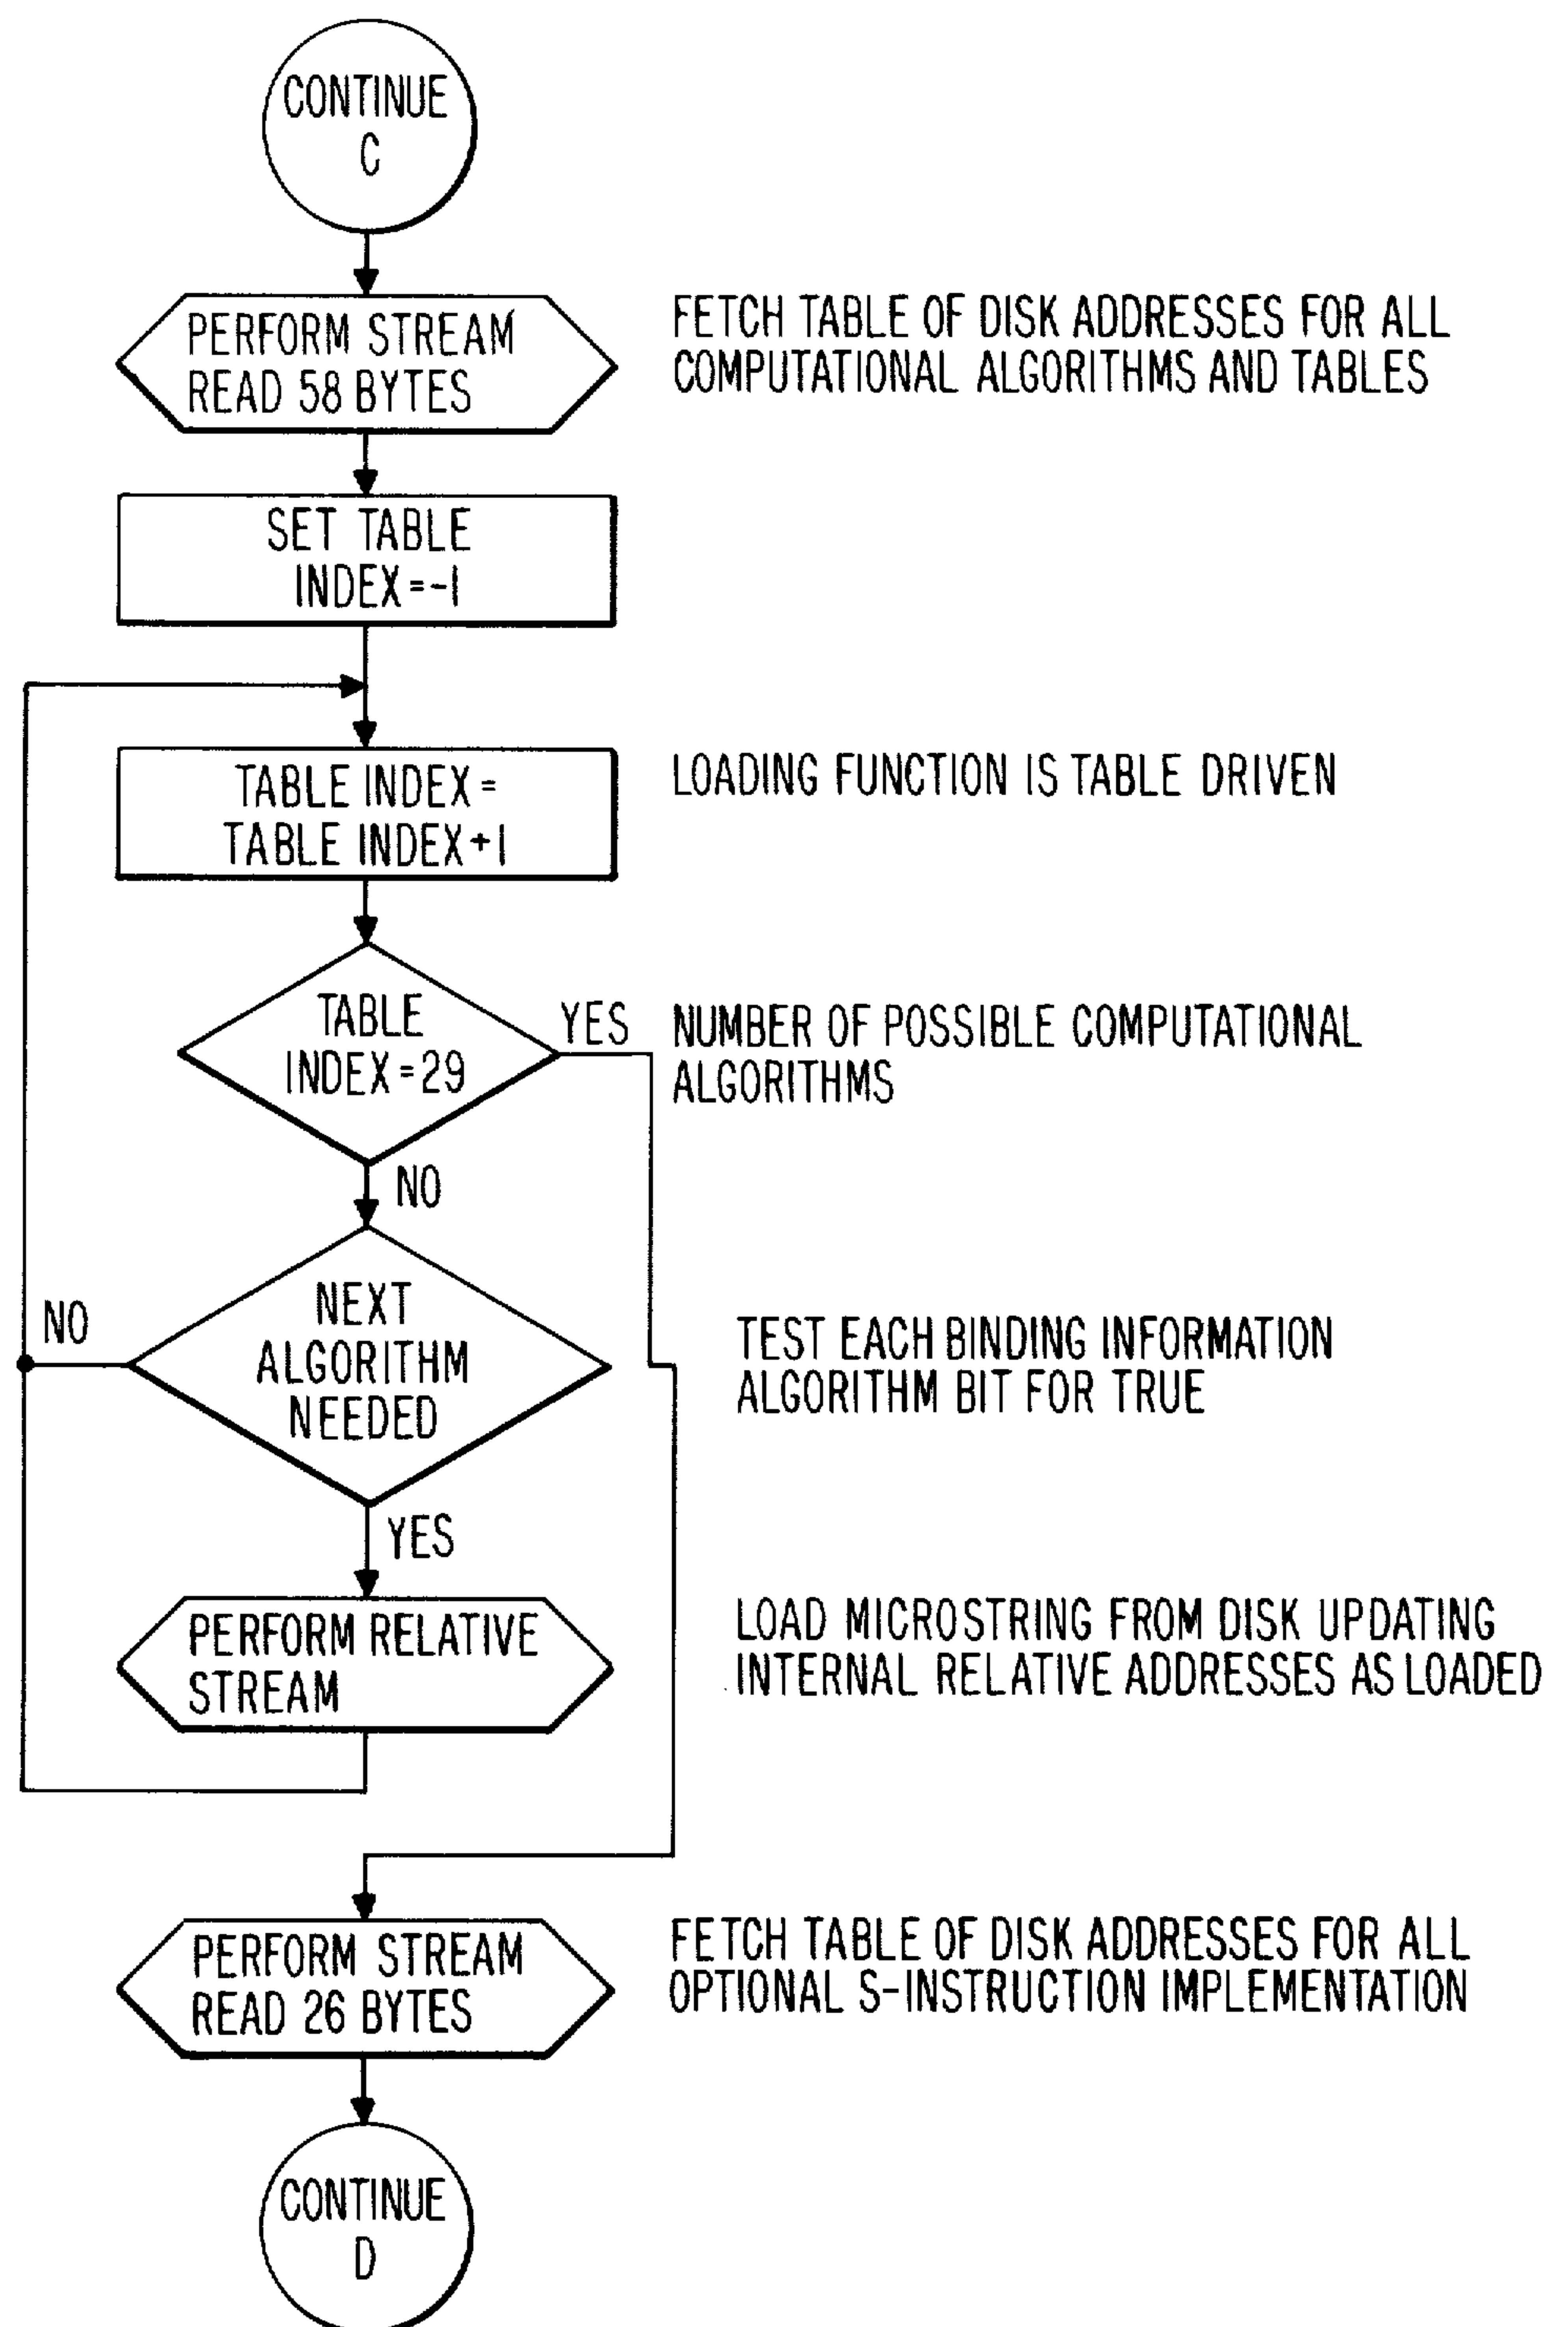 CONTINUE
C
PERFORM STREAM
READ 58 BYTES
FETCH TABLE OF DISK ADDRESSES FOR ALL
COMPUTATIONAL ALGORITHMS AND TABLES
SET TABLE
INDEX=-1
TABLE INDEX=
TABLE INDEX+1
LOADING FUNCTION IS TABLE DRIVEN
TABLE
INDEX=29
YES
NUMBER OF POSSIBLE COMPUTATIONAL
ALGORITHMS
NO
NEXT
ALGORITHM
NEEDED
NO
TEST EACH BINDING INFORMATION
ALGORITHM BIT FOR TRUE
YES
PERFORM RELATIVE
STREAM
LOAD MICROSTRING FROM DISK UPDATING
INTERNAL RELATIVE ADDRESSES AS LOADED
PERFORM STREAM
READ 26 BYTES
FETCH TABLE OF DISK ADDRESSES FOR ALL
OPTIONAL S-INSTRUCTION IMPLEMENTATION
CONTINUE
D